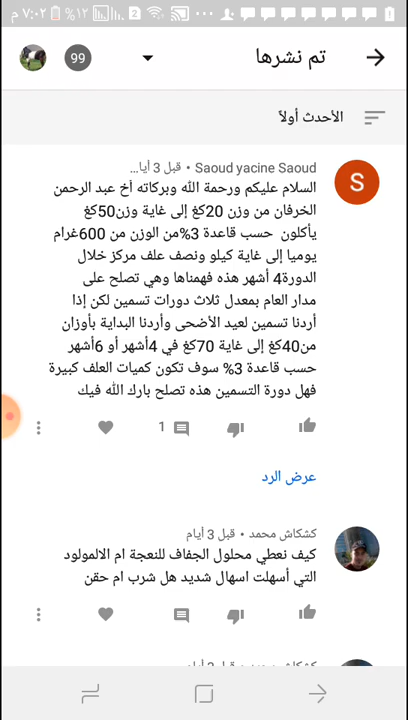 ٧:٠٢ م ١٢%
تم نشرها
99
الأحدث أولاً
Saoud yacine Saoud • قبل 3 أيا...
S
السلام عليكم ورحمة الله وبركاته أخ عبد الرحمن
الخرفان من وزن 20كغ إلى غاية وزن50كغ
يأكلون حسب قاعدة 3%من الوزن من 600غرام
يوميا إلى غاية كيلو ونصف علف مركز خلال
الدورة4 أشهر هذه فهمناها وهي تصلح على
مدار العام بمعدل ثلاث دورات تسمين لكن إذا
أردنا تسمين لعيد الأضحى وأردنا البداية بأوزان
من40كغ إلى غاية 70كغ في 4أشهر أو 6أشهر
حسب قاعدة 3% سوف تكون كميات العلف كبيرة
فهل دورة التسمين هذه تصلح بارك الله فيك
1
عرض الرد
كشكاش محمد • قبل 3 أيام
كيف نعطي محلول الجفاف للنعجة ام الالمولود
التي أسهلت اسهال شديد هل شرب ام حقن